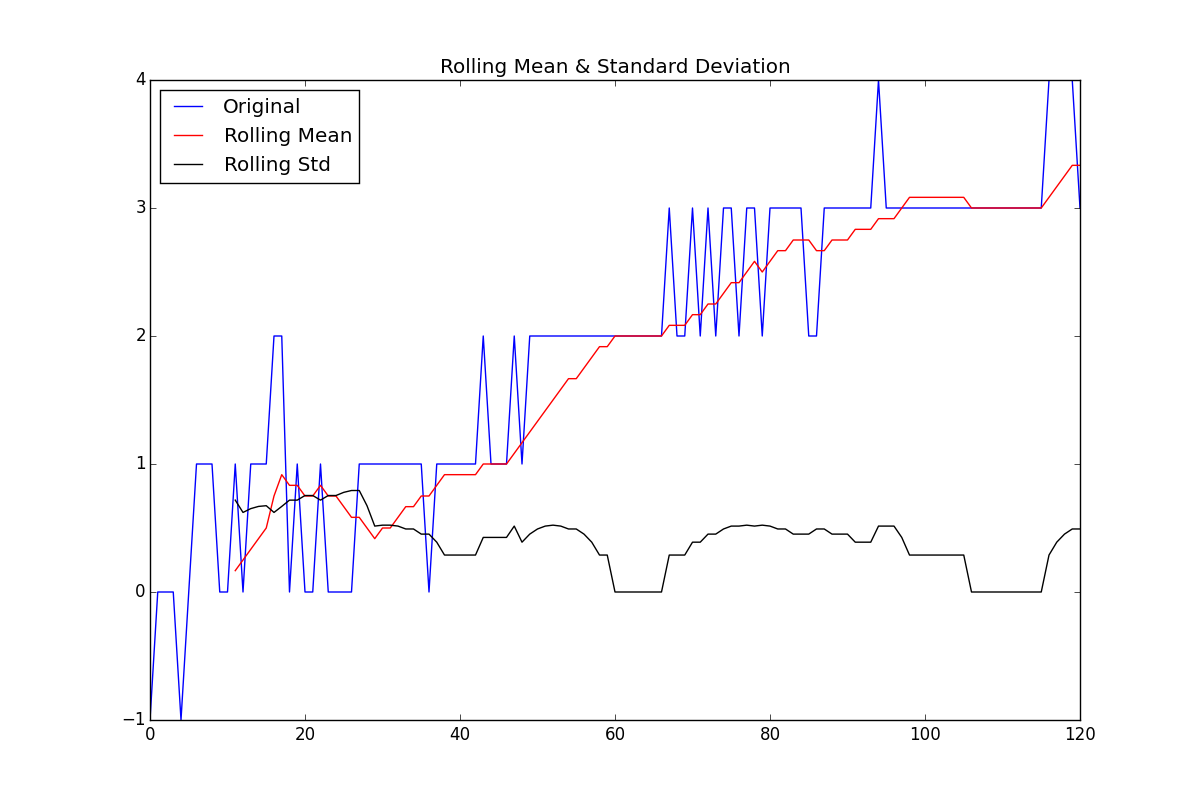 Rolling Mean & Standard Deviation
4
Original
Rolling Mean
Rolling Std
3
2
1
0
−1
0 20 40 60 80 100 120